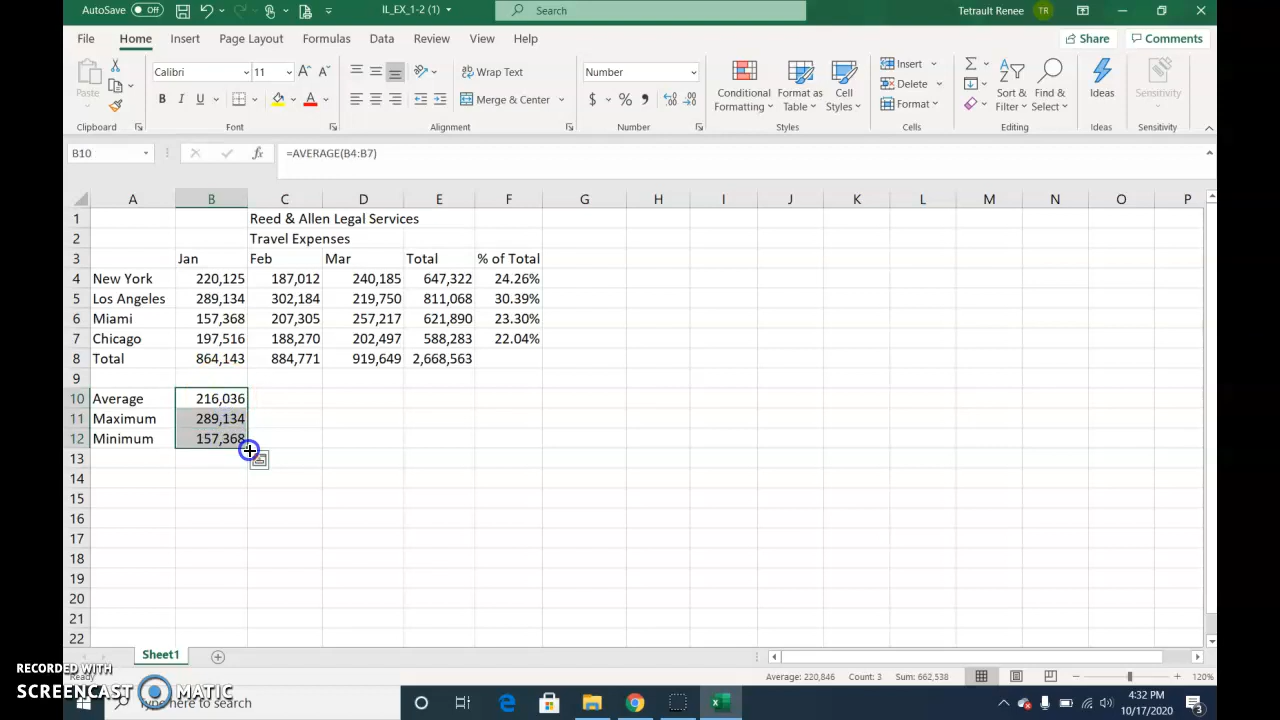 AutoSave Off IL_EX_1-2 (1) Search Tetrault Renee TR
File Home Insert Page Layout Formulas Data Review View Help Share Comments
Paste Calibri 11 Wrap Text Number Conditional Formatting Format as Table Cell Styles Insert Σ Sort & Filter Find & Select Ideas Sensitivity
B I U A Merge & Center $ % , Delete
Format
Clipboard Font Alignment Number Styles Cells Editing Ideas Sensitivity
B10 fx =AVERAGE(B4:B7)
A B C D E F G H I J K L M N O P
1 Reed & Allen Legal Services
2 Travel Expenses
3 Jan Feb Mar Total % of Total
4 New York 220,125 187,012 240,185 647,322 24.26%
5 Los Angeles 289,134 302,184 219,750 811,068 30.39%
6 Miami 157,368 207,305 257,217 621,890 23.30%
7 Chicago 197,516 188,270 202,497 588,283 22.04%
8 Total 864,143 884,771 919,649 2,668,563
9
10 Average 216,036
11 Maximum 289,134
12 Minimum 157,368
13
14
15
16
17
18
19
20
21
22
Sheet1
RECORDED WITH
SCREENCAST MATIC
Ready Average: 220,846 Count: 3 Sum: 662,538 120%
Type here to search 4:32 PM
10/17/2020 3